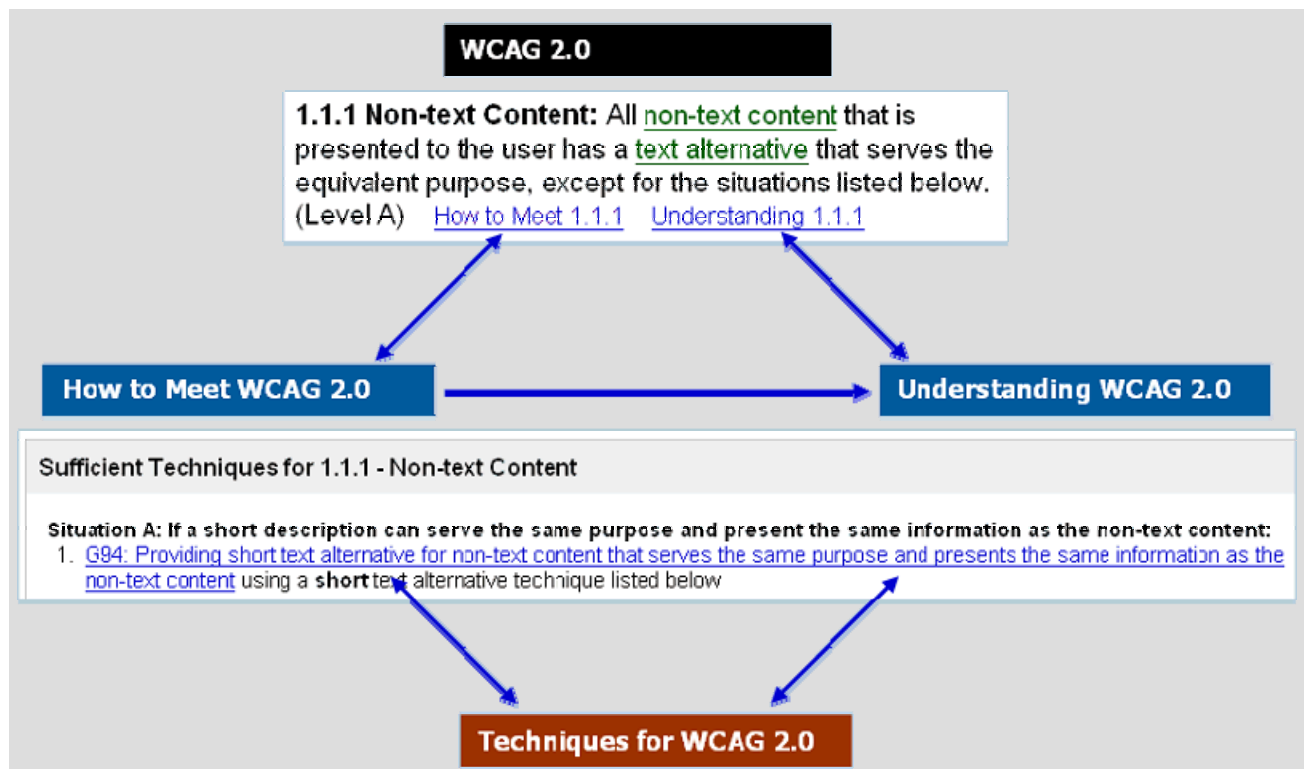 WCAG 2.0
1.1.1 Non-text Content: All non-text content that is
presented to the user has a text alternative that serves the
equivalent purpose, except for the situations listed below.
(Level A) How to Meet 1.1.1 Understanding 1.1.1
How to Meet WCAG 2.0
Understanding WCAG 2.0
Sufficient Techniques for 1.1.1 - Non-text Content
Situation A: If a short description can serve the same purpose and present the same information as the non-text content:
1. G94: Providing short text alternative for non-text content that serves the same purpose and presents the same information as the
non-text content using a short text alternative technique listed below
Techniques for WCAG 2.0